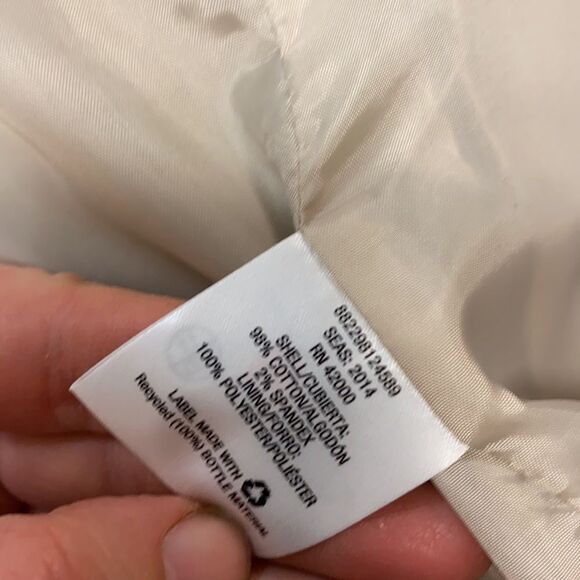 882298124589
SEAS: 2014
RN 42000
SHELL/CUBIERTA:
98% COTTON/ALGODÓN
2% SPANDEX
LINING/FORRO:
100% POLYESTER/POLIÉSTER
LABEL MADE WITH
Recycled (100%) BOTTLE MATERIAL